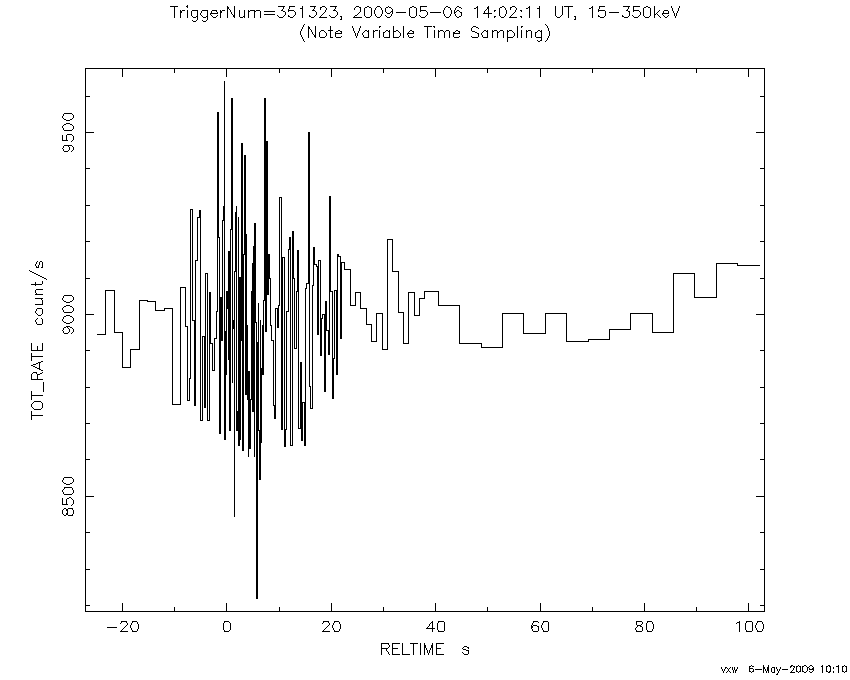 TriggerNum=351323, 2009-05-06 14:02:11 UT, 15-350keV
(Note Variable Time Sampling)
TOT_RATE count/s
9500
9000
8500
-20 0 20 40 60 80 100
RELTIME s
vxw 6-May-2009 10:10